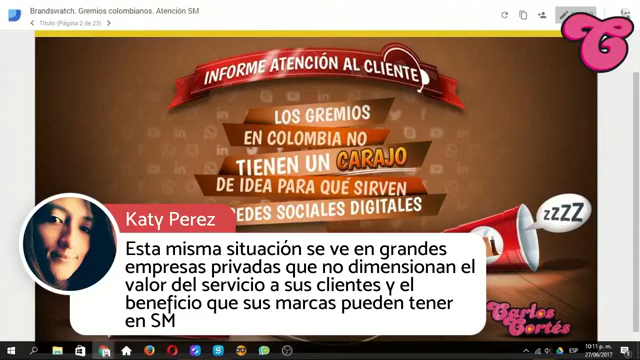 Brandswatch. Gremios colombianos. Atención SM
Título (Página 2 de 23)
INFORME ATENCIÓN AL CLIENTE
LOS GREMIOS
EN COLOMBIA NO
TIENEN UN CARAJO
DE IDEA PARA QUÉ SIRVEN
REDES SOCIALES DIGITALES
zZZZ
Katy Perez
Esta misma situación se ve en grandes
empresas privadas que no dimensionan el
valor del servicio a sus clientes y el
beneficio que sus marcas pueden tener
en SM
Carlos
Cortés
ESP
10:11 p. m.
27/06/2017